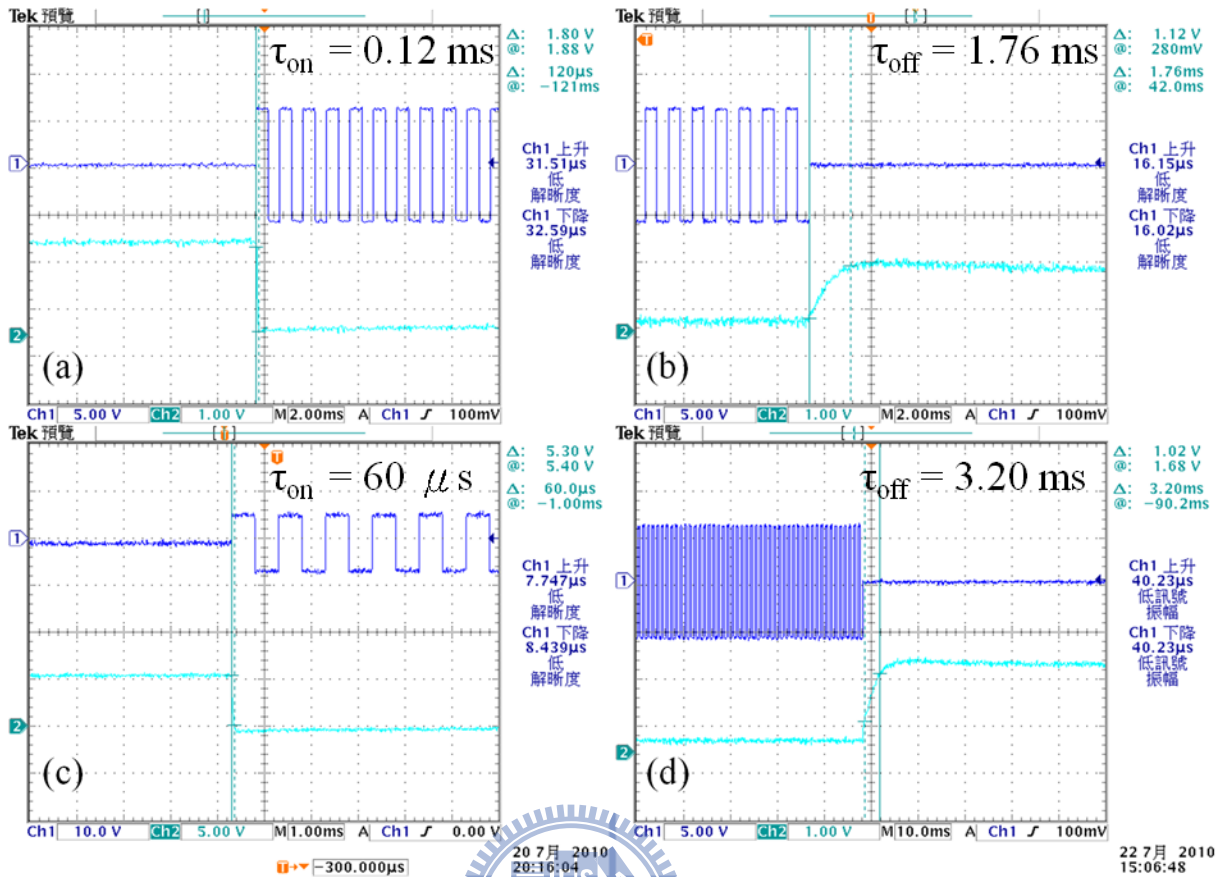 Tek 預覽
τon = 0.12 ms
Δ: 1.80 V
@: 1.88 V
Δ: 120μs
@: −121ms
1
Ch1 上升
31.51μs
低
解晰度
Ch1 下降
32.59μs
低
解晰度
2
(a)
Ch1 5.00 V Ch2 1.00 V M 2.00ms A Ch1 ƒ 100mV
Tek 預覽
T
T
τoff = 1.76 ms
Δ: 1.12 V
@: 280mV
Δ: 1.76ms
@: 42.0ms
1
Ch1 上升
16.15μs
低
解晰度
Ch1 下降
16.02μs
低
解晰度
2
(b)
Ch1 5.00 V Ch2 1.00 V M 2.00ms A Ch1 ƒ 100mV
Tek 預覽
T
T
τon = 60 μs
Δ: 5.30 V
@: 5.40 V
Δ: 60.0μs
@: −1.00ms
1
Ch1 上升
7.747μs
低
解晰度
Ch1 下降
8.439μs
低
解晰度
2
(c)
Ch1 10.0 V Ch2 5.00 V M 1.00ms A Ch1 ƒ 0.00 V
T→▼ −300.000μs
20 7月 2010
20:16:04
Tek 預覽
τoff = 3.20 ms
Δ: 1.02 V
@: 1.68 V
Δ: 3.20ms
@: −90.2ms
1
Ch1 上升
40.23μs
低訊號
振幅
Ch1 下降
40.23μs
低訊號
振幅
2
(d)
Ch1 5.00 V Ch2 1.00 V M 10.0ms A Ch1 ƒ 100mV
22 7月 2010
15:06:48